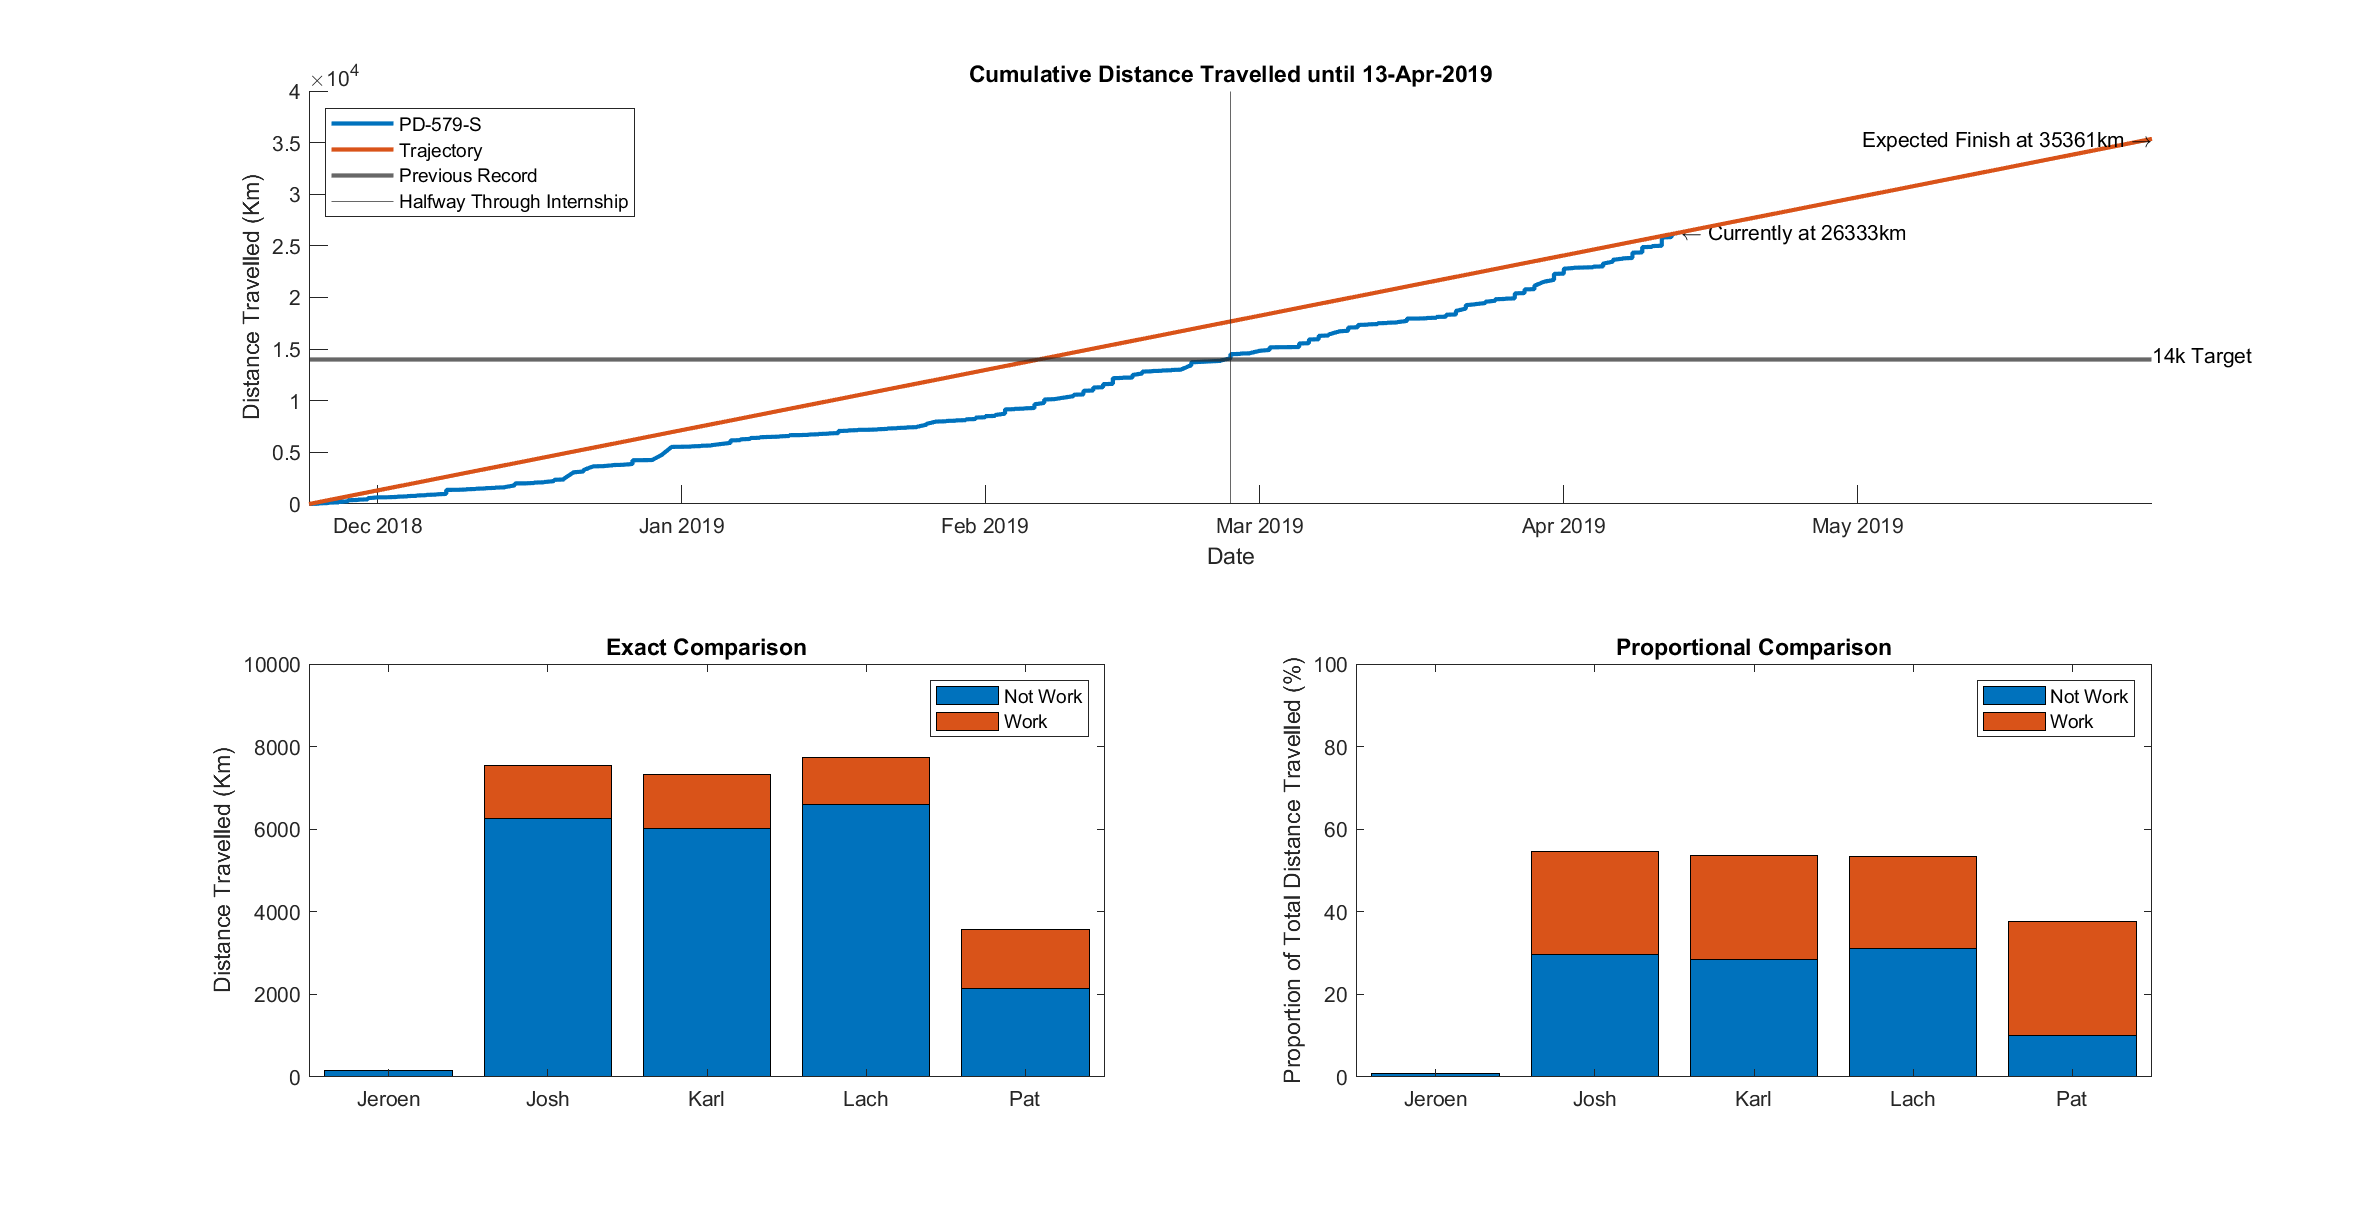 Cumulative Distance Travelled until 13-Apr-2019
×10^4
4
3.5
3
2.5
2
1.5
1
0.5
0
Distance Travelled (Km)
PD-579-S
Trajectory
Previous Record
Halfway Through Internship
Expected Finish at 35361km →
← Currently at 26333km
14k Target
Dec 2018
Jan 2019
Feb 2019
Mar 2019
Apr 2019
May 2019
Date
Exact Comparison
10000
8000
6000
4000
2000
0
Distance Travelled (Km)
Not Work
Work
Jeroen
Josh
Karl
Lach
Pat
Proportional Comparison
100
80
60
40
20
0
Proportion of Total Distance Travelled (%)
Not Work
Work
Jeroen
Josh
Karl
Lach
Pat